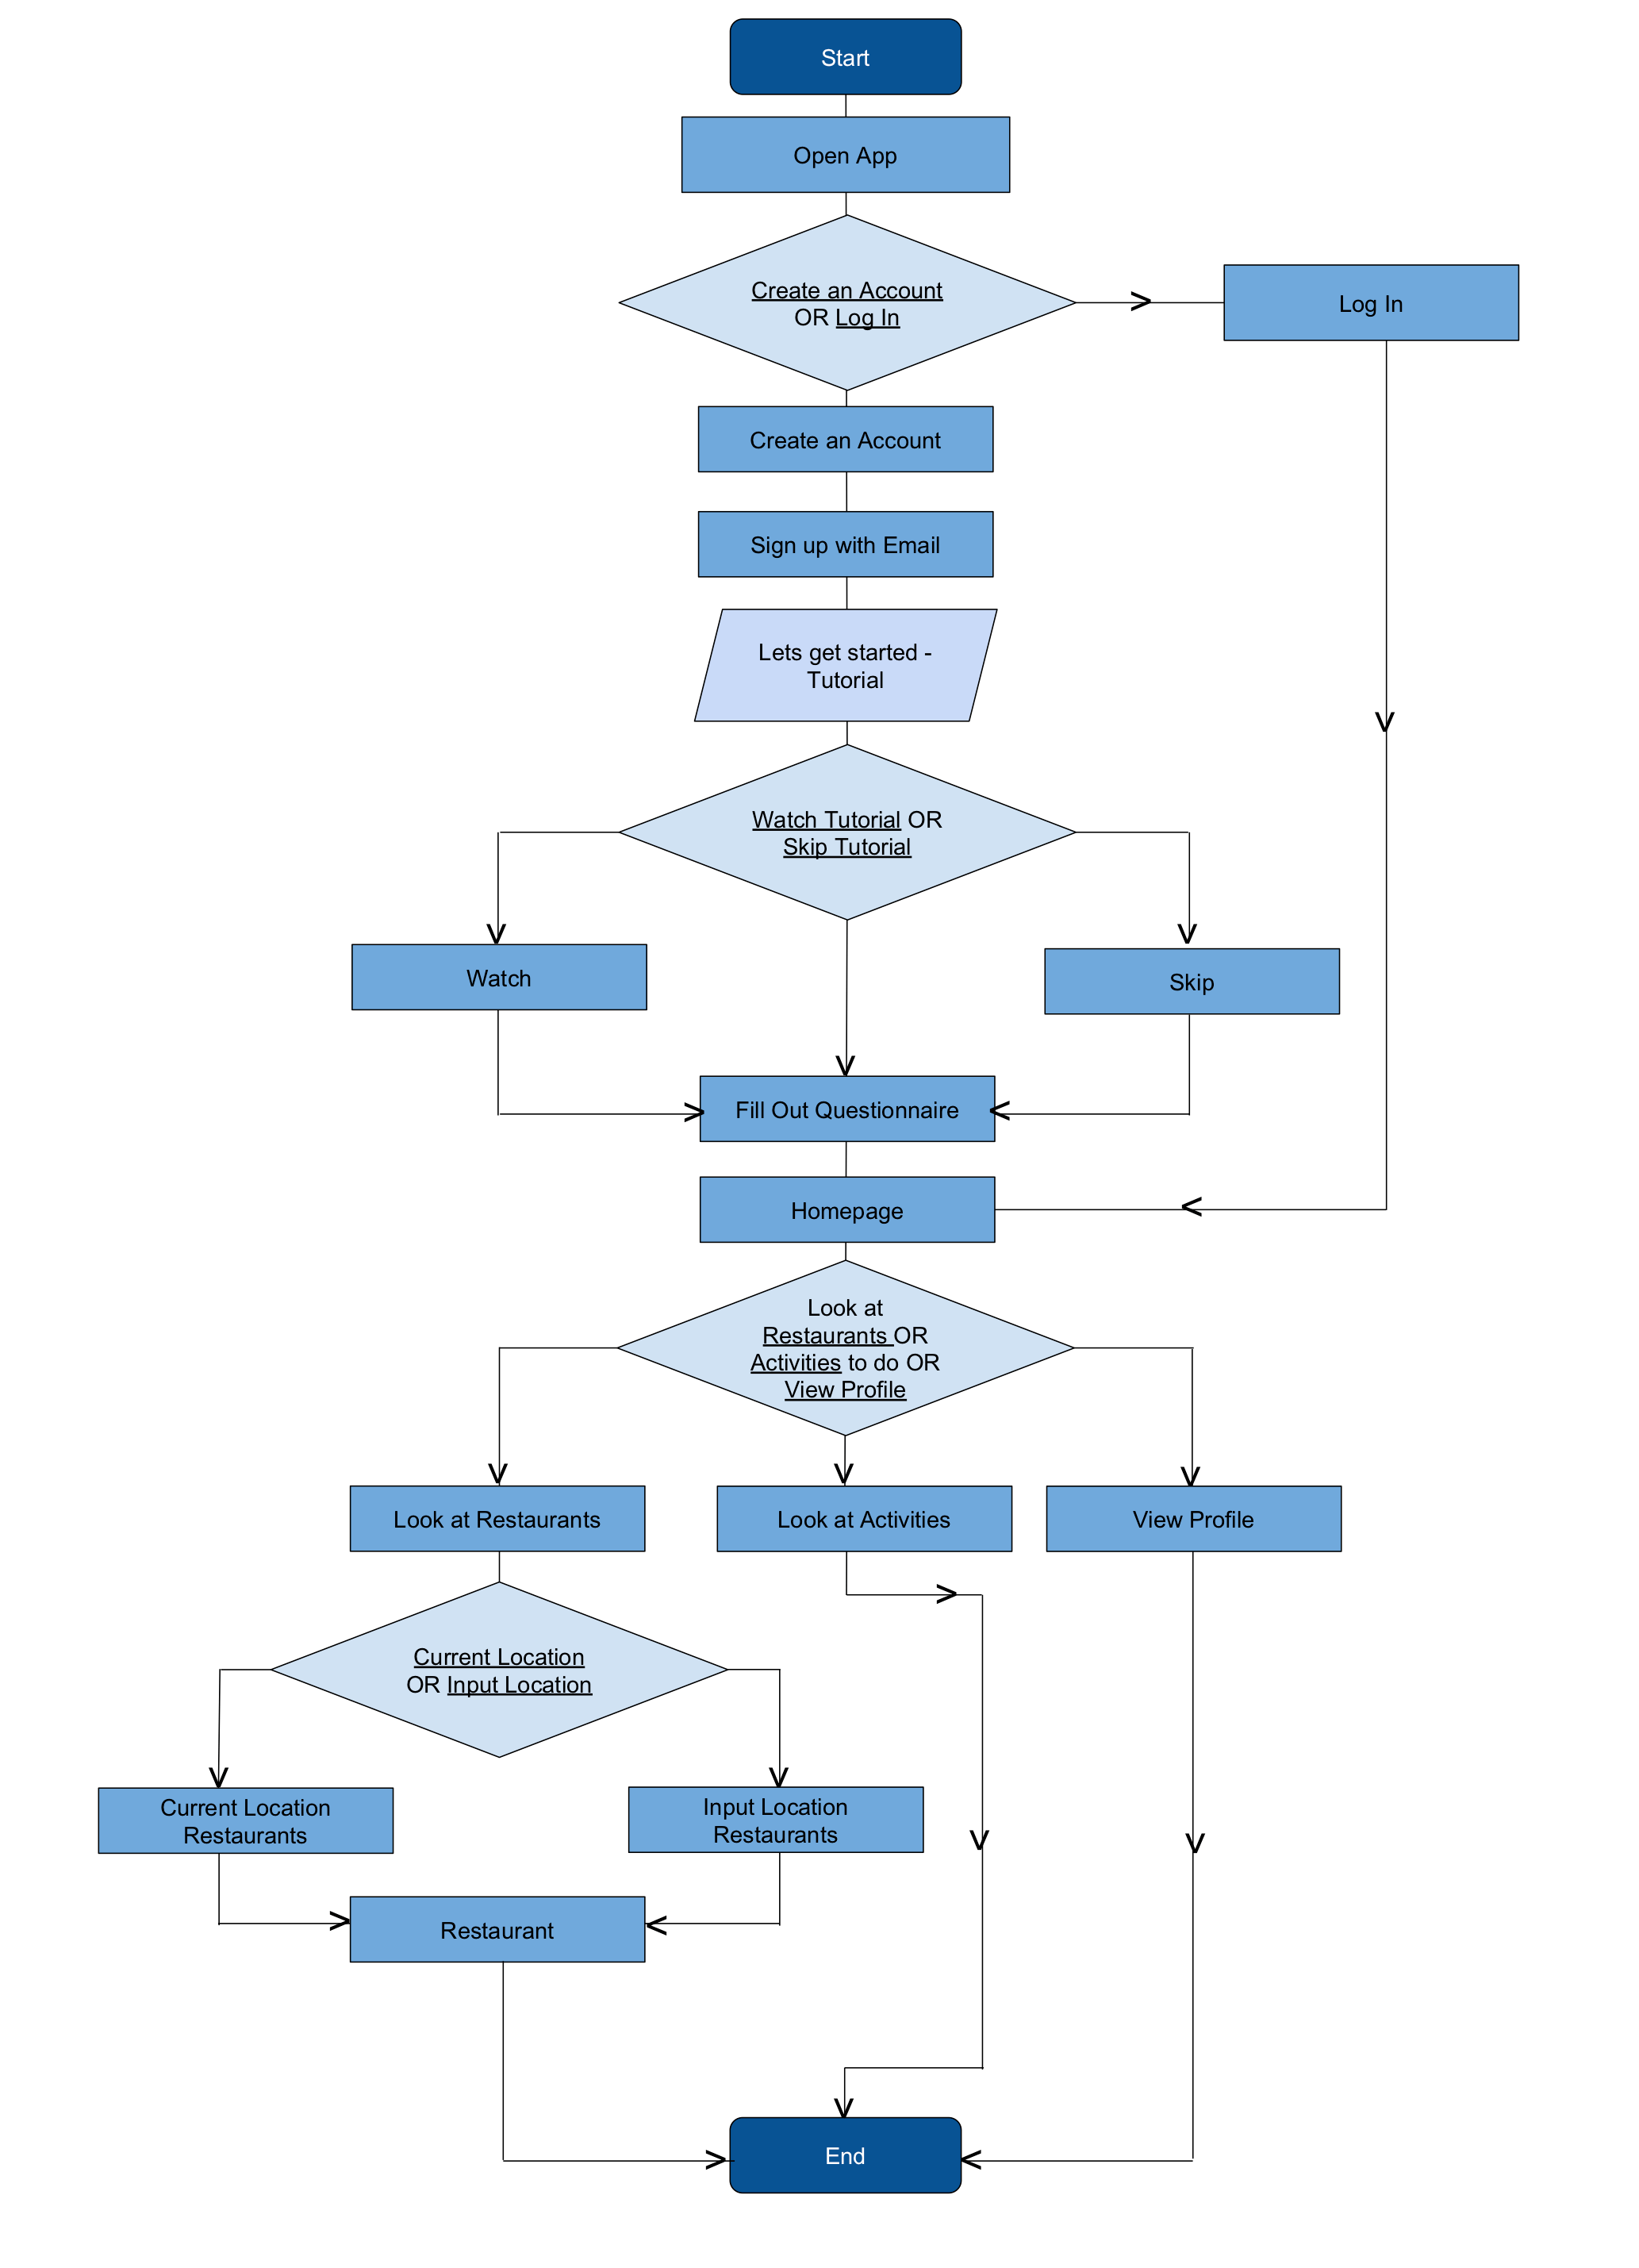 Start
Open App
Create an Account
OR Log In
Log In
Create an Account
Sign up with Email
Lets get started -
Tutorial
Watch Tutorial OR
Skip Tutorial
Watch
Skip
Fill Out Questionnaire
Homepage
Look at
Restaurants OR
Activities to do OR
View Profile
Look at Restaurants
Look at Activities
View Profile
Current Location
OR Input Location
Current Location
Restaurants
Input Location
Restaurants
Restaurant
End